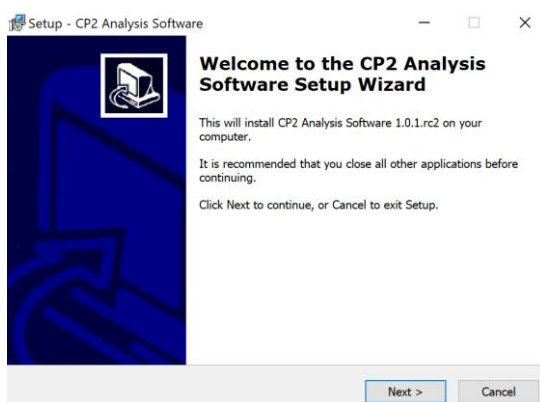 Setup - CP2 Analysis Software
Welcome to the CP2 Analysis
Software Setup Wizard
This will install CP2 Analysis Software 1.0.1.rc2 on your
computer.
It is recommended that you close all other applications before
continuing.
Click Next to continue, or Cancel to exit Setup.
Next >
Cancel